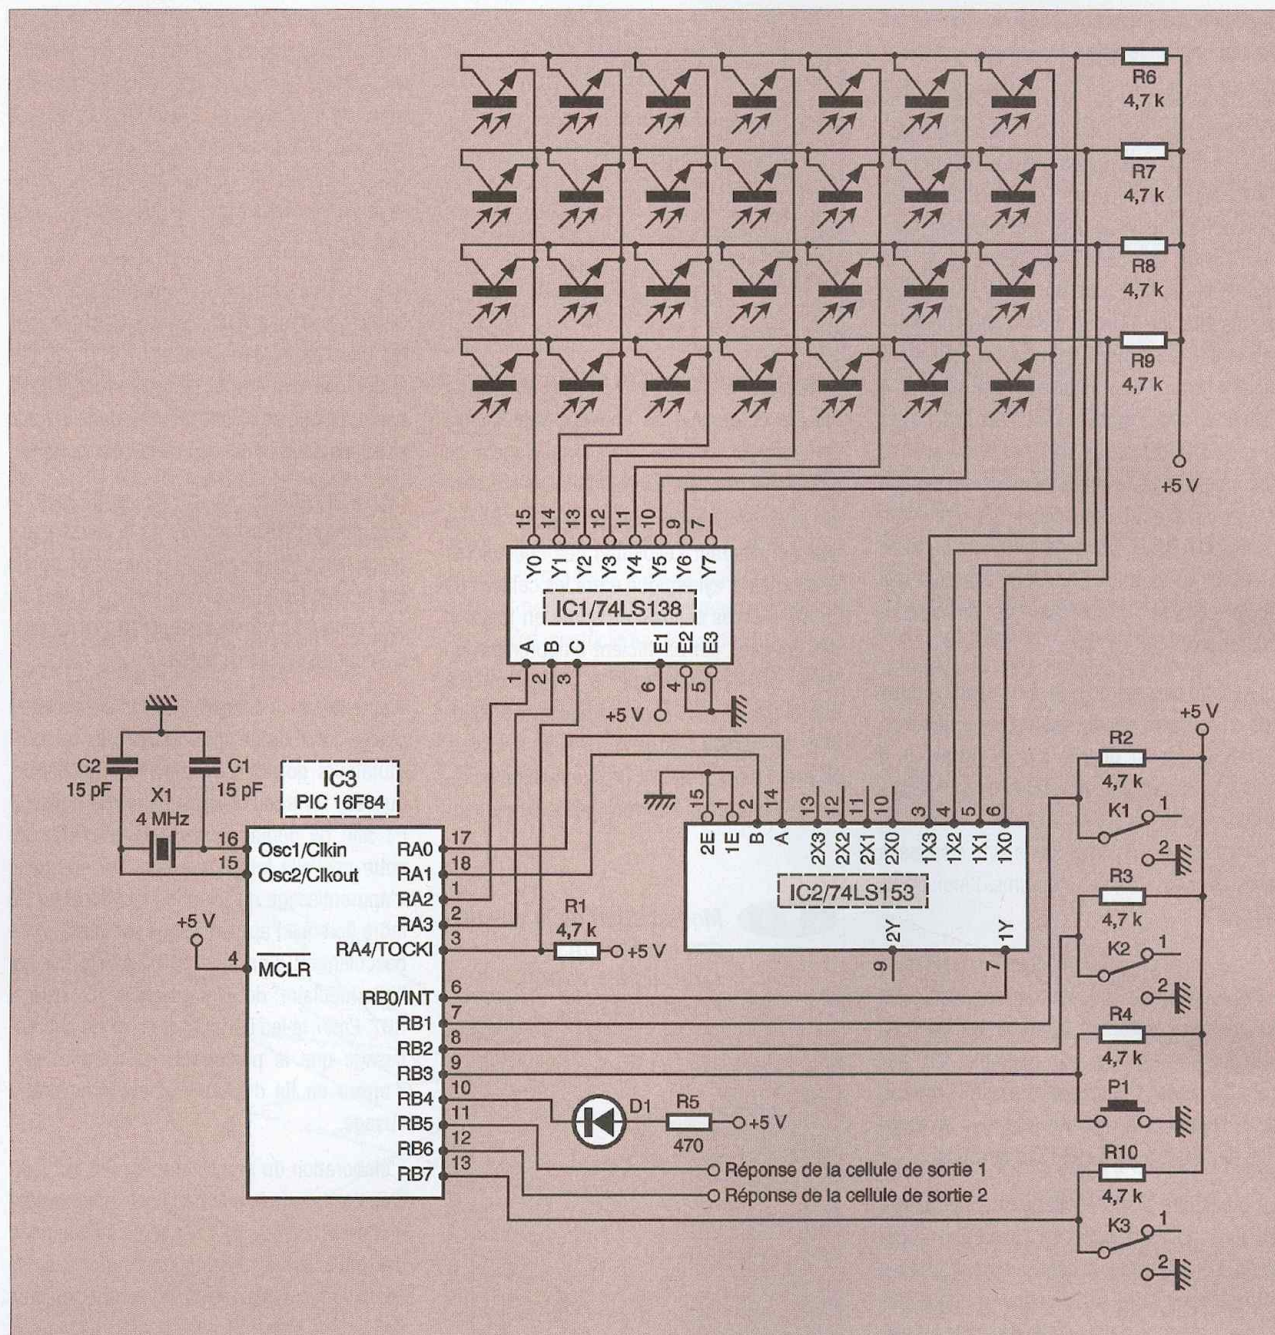 R6
4,7 k
R7
4,7 k
R8
4,7 k
R9
4,7 k
+5 V
15 14 13 12 11 10 9 7
Y0 Y1 Y2 Y3 Y4 Y5 Y6 Y7
IC1/74LS138
A B C E1 E2 E3
1 2 3 6 4 5
+5 V
C2
15 pF
C1
15 pF
X1
4 MHz
IC3
PIC 16F84
16 Osc1/Clkin
15 Osc2/Clkout
+5 V
4 MCLR
RA0 17
RA1 18
RA2 1
RA3 2
RA4/TOCKI 3
RB0/INT 6
RB1 7
RB2 8
RB3 9
RB4 10
RB5 11
RB6 12
RB7 13
R1
4,7 k
+5 V
15 1 2 14 13 12 11 10 3 4 5 6
2E 1E B A 2X3 2X2 2X1 2X0 1X3 1X2 1X1 1X0
IC2/74LS153
2Y 1Y
9 7
+5 V
R2
4,7 k
K1
1
2
R3
4,7 k
K2
1
2
R4
4,7 k
P1
R10
4,7 k
K3
1
2
D1
R5
470
+5 V
Réponse de la cellule de sortie 1
Réponse de la cellule de sortie 2